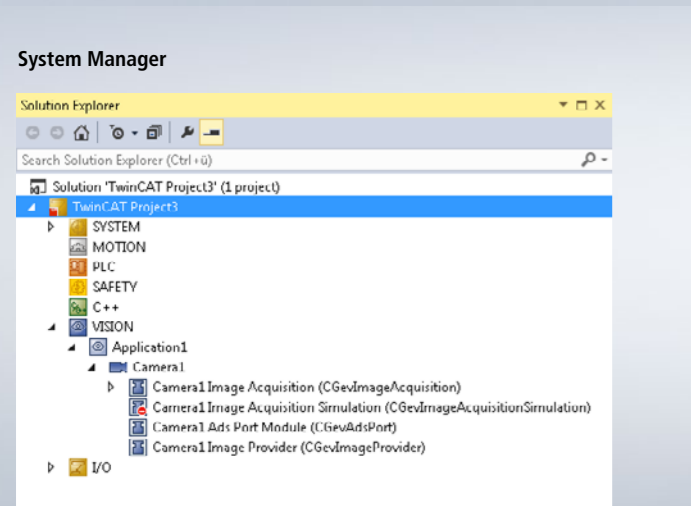 System Manager
Solution Explorer
Search Solution Explorer (Ctrl+ü)
Solution 'TwinCAT Project3' (1 project)
TwinCAT Project3
SYSTEM
MOTION
PLC
SAFETY
C++
VISION
Application1
Camera1
Camera1 Image Acquisition (CGevImageAcquisition)
Camera1 Image Acquisition Simulation (CGevImageAcquisitionSimulation)
Camera1 Ads Port Module (CGevAdsPort)
Camera1 Image Provider (CGevImageProvider)
I/O